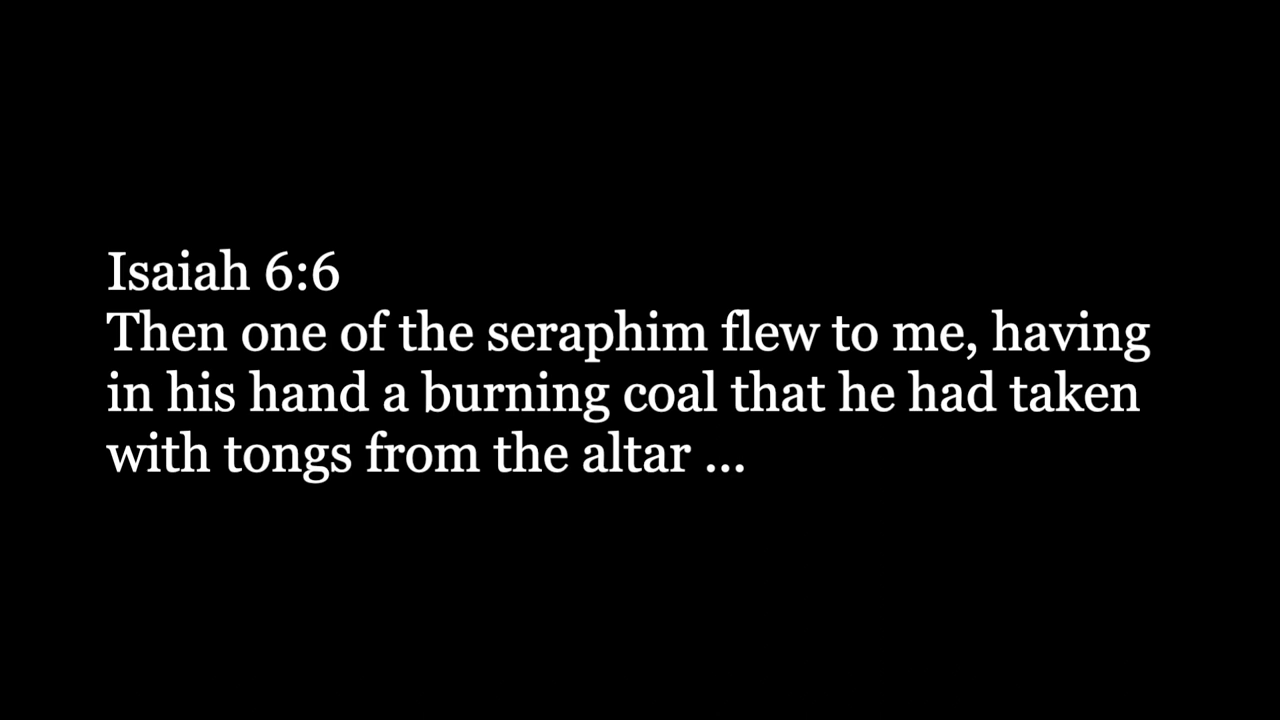 Isaiah 6:6
Then one of the seraphim flew to me, having
in his hand a burning coal that he had taken
with tongs from the altar ...